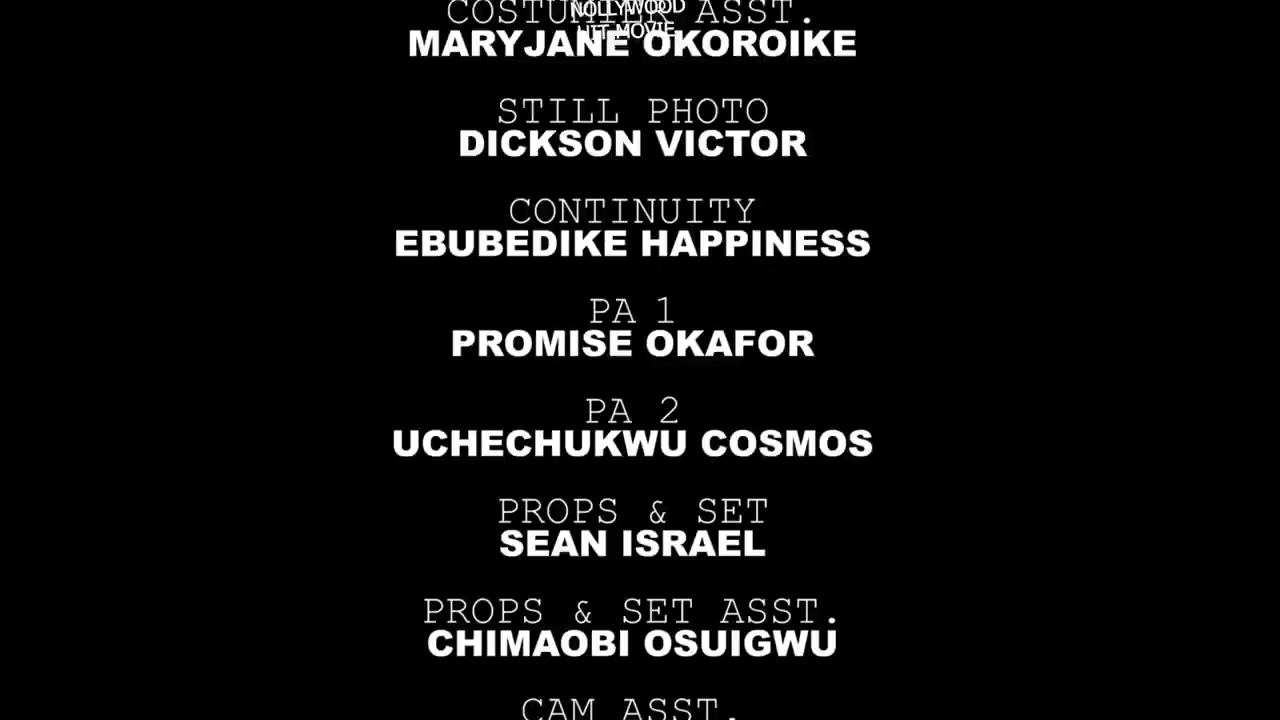 NOLLYWOOD
HIT MOVIE
COSTUMIER ASST.
MARYJANE OKOROIKE
STILL PHOTO
DICKSON VICTOR
CONTINUITY
EBUBEDIKE HAPPINESS
PA 1
PROMISE OKAFOR
PA 2
UCHECHUKWU COSMOS
PROPS & SET
SEAN ISRAEL
PROPS & SET ASST.
CHIMAOBI OSUIGWU
CAM ASST.